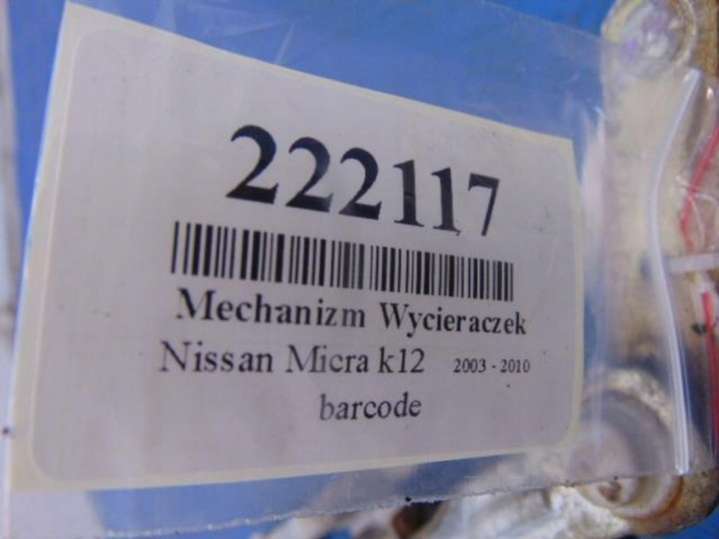 222117
Mechanizm Wycieraczek
Nissan Micra k12 2003 - 2010
barcode